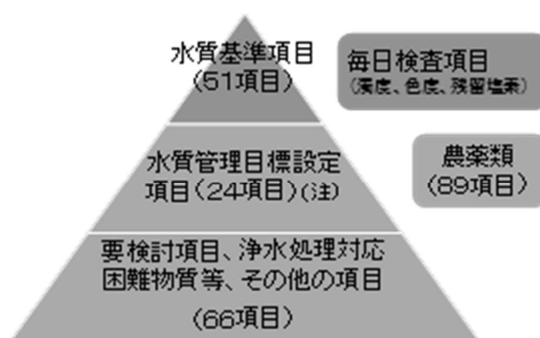 水質基準項目
(51項目)
毎日検査項目
(濁度、色度、残留塩素)
水質管理目標設定
項目(24項目)(注)
農薬類
(89項目)
要検討項目、浄水処理対応
困難物質等、その他の項目
(66項目)